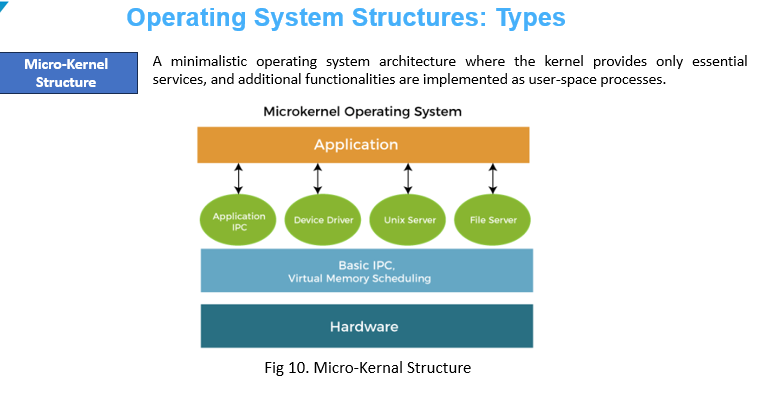 Operating System Structures: Types
Micro-Kernel
Structure
A minimalistic operating system architecture where the kernel provides only essential
services, and additional functionalities are implemented as user-space processes.
Microkernel Operating System
Application
Application
IPC
Device Driver
Unix Server
File Server
Basic IPC,
Virtual Memory Scheduling
Hardware
Fig 10. Micro-Kernal Structure